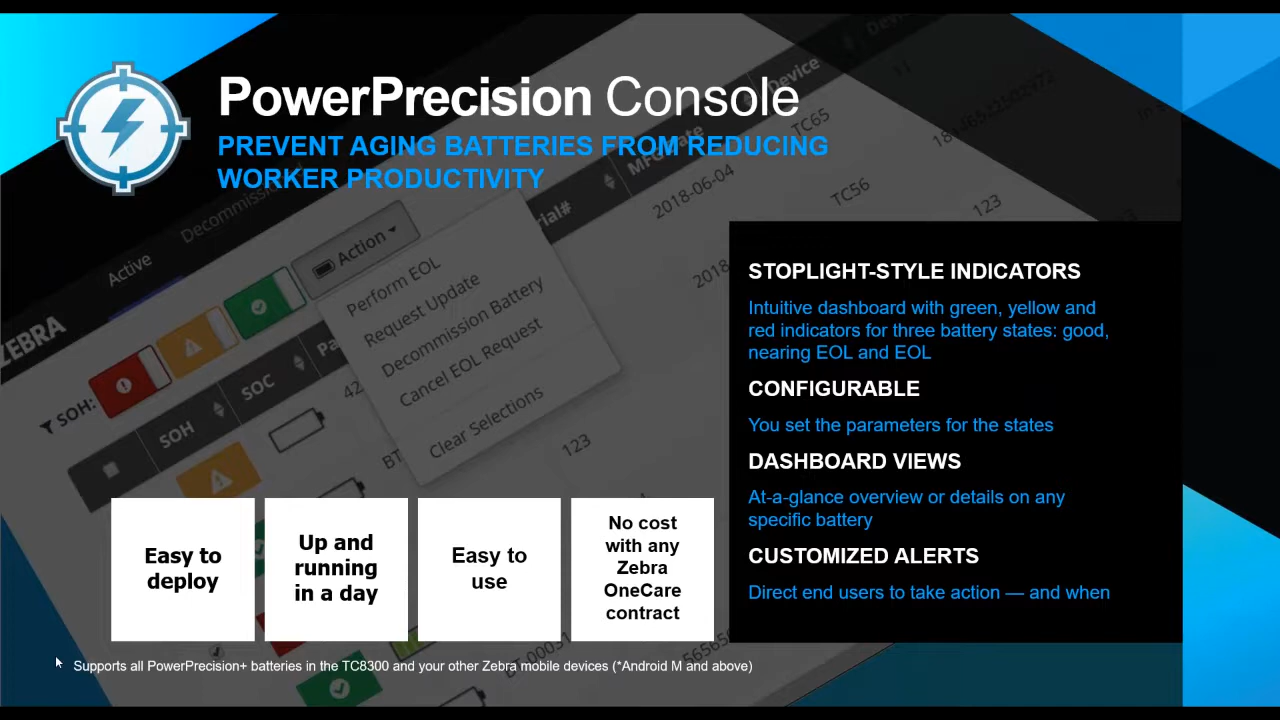 PowerPrecision Console
PREVENT AGING BATTERIES FROM REDUCING
WORKER PRODUCTIVITY
STOPLIGHT-STYLE INDICATORS
Intuitive dashboard with green, yellow and
red indicators for three battery states: good,
nearing EOL and EOL
CONFIGURABLE
You set the parameters for the states
DASHBOARD VIEWS
At-a-glance overview or details on any
specific battery
CUSTOMIZED ALERTS
Direct end users to take action — and when
Easy to
deploy
Up and
running
in a day
Easy to
use
No cost
with any
Zebra
OneCare
contract
Supports all PowerPrecision+ batteries in the TC8300 and your other Zebra mobile devices (*Android M and above)
ZEBRA
Active
Action
Perform EOL
Request Update
Decommission Battery
Cancel EOL Request
Clear Selections
SOH:
SOH
SOC
Device
2018-06-04
TC65
TC56
123
123